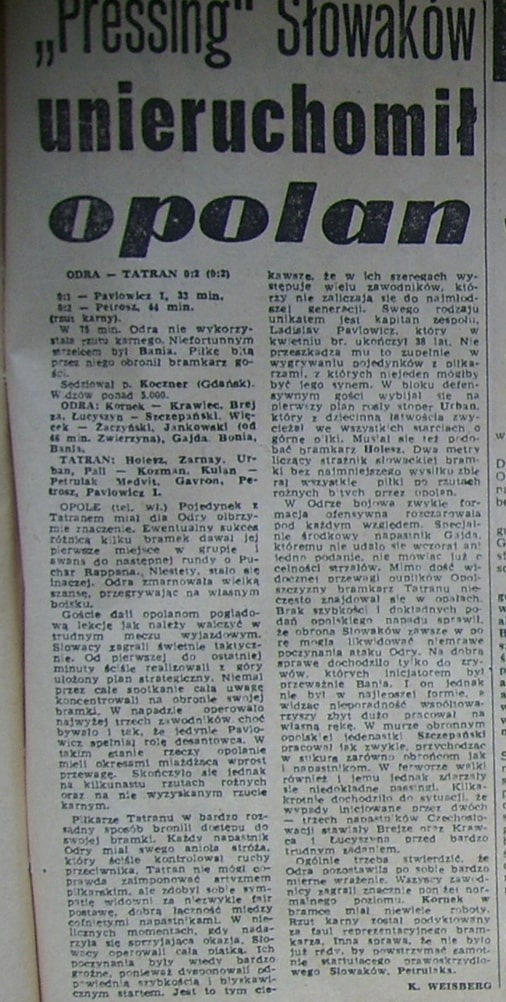 „Pressing" Słowaków
unieruchomił
opolan
ODRA — TATRAN 0:2 (0:2)
0:1 — Pavlowicz I, 33 min.
0:2 — Petrosz, 44 min.
(rzut karny).
W 75 min. Odra nie wykorzy-
stała rzutu karnego. Niefortunnym
strzelcem był Bania. Piłkę bitą
przez niego obronił bramkarz go-
ści.
Sędziował p. Koczner (Gdańsk).
Widzów ponad 5.000.
ODRA: Kornek — Krawiec, Brej
za, Łucyszyn — Szczepański, Wię-
cek — Żaczyński, Jankowski (od
46 min. Zwierzyna), Gajda, Bonia,
Bania.
TATRAN: Holesz, Zarnay, Ur-
ban, Pall — Kozman, Kulan —
Petrulak Medvit, Gavron, Pe-
trosz, Pavlowicz I.
OPOLE (tel. wł.) Pojedynek z
Tatranem miał dla Odry olbrzy-
mie znaczenie. Ewentualny sukces
różnicą kilku bramek dawał jej
pierwsze miejsce w grupie i
awans do następnej rundy o Pu-
char Rappana. Niestety, stało się
inaczej. Odra zmarnowała wielką
szansę, przegrywając na własnym
boisku.
Goście dali opolanom poglądo-
wą lekcję jak należy walczyć w
trudnym meczu wyjazdowym.
Słowacy zagrali świetnie taktycz-
nie. Od pierwszej do ostatniej
minuty ściśle realizowali z góry
ułożony plan strategiczny. Niemal
przez całe spotkanie całą uwagę
koncentrowali na obronie swojej
bramki. W napadzie operowało
najwyżej trzech zawodników choć
bywało i tak, że jedynie Pavlo-
wicz spełniał rolę desantowca. W
takim stanie rzeczy opolanie
mieli okresami miażdżącą wprost
przewagę. Skończyło się jednak
na kilkunastu rzutach rożnych
oraz na nie wyzyskanym rzucie
karnym.
Piłkarze Tatranu w bardzo roz-
sądny sposób bronili dostępu do
swojej bramki. Każdy napastnik
Odry miał swego anioła stróża,
który ściśle kontrolował ruchy
przeciwnika. Tatran nie mógł co-
prawda zaimponować artyzmem
piłkarskim, ale zdobył sobie sym-
patię widowni za niezwykle fair
postawę, dobrą łączność między
cofniętymi napastnikami. W nie-
licznych momentach, gdy nada-
rzyła się sprzyjająca okazja, Sło-
wacy operowali całą piątką. Ich
poczynania były wtedy bardzo
groźne, ponieważ dysponowali od-
powiednią szybkością i błyskawi-
cznym startem. Jest to tym cie-
kawsze, że w ich szeregach wy-
stępuje wielu zawodników, któ-
rzy nie zaliczają się do najmłod-
szej generacji. Swego rodzaju
unikatem jest kapitan zespołu,
Ladislav Pavlowicz, który w
kwietniu br. ukończył 38 lat. Nie
przeszkadza mu to zupełnie w
wygrywaniu pojedynków z piłka-
rzami, z których niejeden mógłby
być jego synem. W bloku defen-
sywnym gości wybijał się na
pierwszy plan rosły stoper Urban,
który z dziecinną łatwością zwy-
ciężał we wszystkich starciach o
górne piłki. Musiał się też podo-
bać bramkarz Holesz. Dwa metry
liczący strażnik słowackiej bram-
ki bez najmniejszego wysiłku zbie
rał wszystkie piłki po rzutach
rożnych bitych przez opolan.
W Odrze bojowa zwykle for-
macja ofensywna rozczarowała
pod każdym względem. Specjal-
nie środkowy napastnik Gajda,
któremu nie udało się wczoraj ani
jedno podanie, nie mówiąc już o
celności strzałów. Mimo dość wi-
docznej przewagi pupilków Opol-
szczyzny bramkarz Tatranu nie-
często znajdował się w opałach.
Brak szybkości i dokładnych po-
dań opolskiego napadu sprawił,
że obrona Słowaków zawsze w po
rę mogła likwidować niemrawe
poczynania ataku Odry. Na dobrą
sprawę dochodziło tylko do zry-
wów, których inicjatorem był
przeważnie Bania. I on jednak
nie był w najlepszej formie, a
widząc nieporadność współtowa-
rzyszy zbyt dużo pracował na
własną rękę. W murze obronnym
opolskiej jedenastki Szczepański
pracował jak zwykle, przychodząc
w sukurs zarówno obrońcom jak
i napastnikom. W ferworze walki
również i jemu jednak zdarzały
się niedokładne passingi. Kilka-
krotnie dochodziło do sytuacji, że
wypady inicjowane przez dwóch
— trzech napastników Czechosło-
wacji stawiały Brejzę oraz Kraw-
ca i Łucyszyna przed bardzo
trudnym zadaniem.
Ogólnie trzeba stwierdzić, że
Odra pozostawiła po sobie bardzo
mierne wrażenie. Wszyscy zawod-
nicy zagrali znacznie poniżej nor-
malnego poziomu. Kornek w
bramce miał niewiele roboty.
Rzut karny został podyktowany
za faul reprezentacyjnego bram-
karza. Inna sprawa, że nie było
już rady, by powstrzymać samot-
nie startującego prawoskrzydło-
wego Słowaków, Petrulaka.
K. WEISBERG